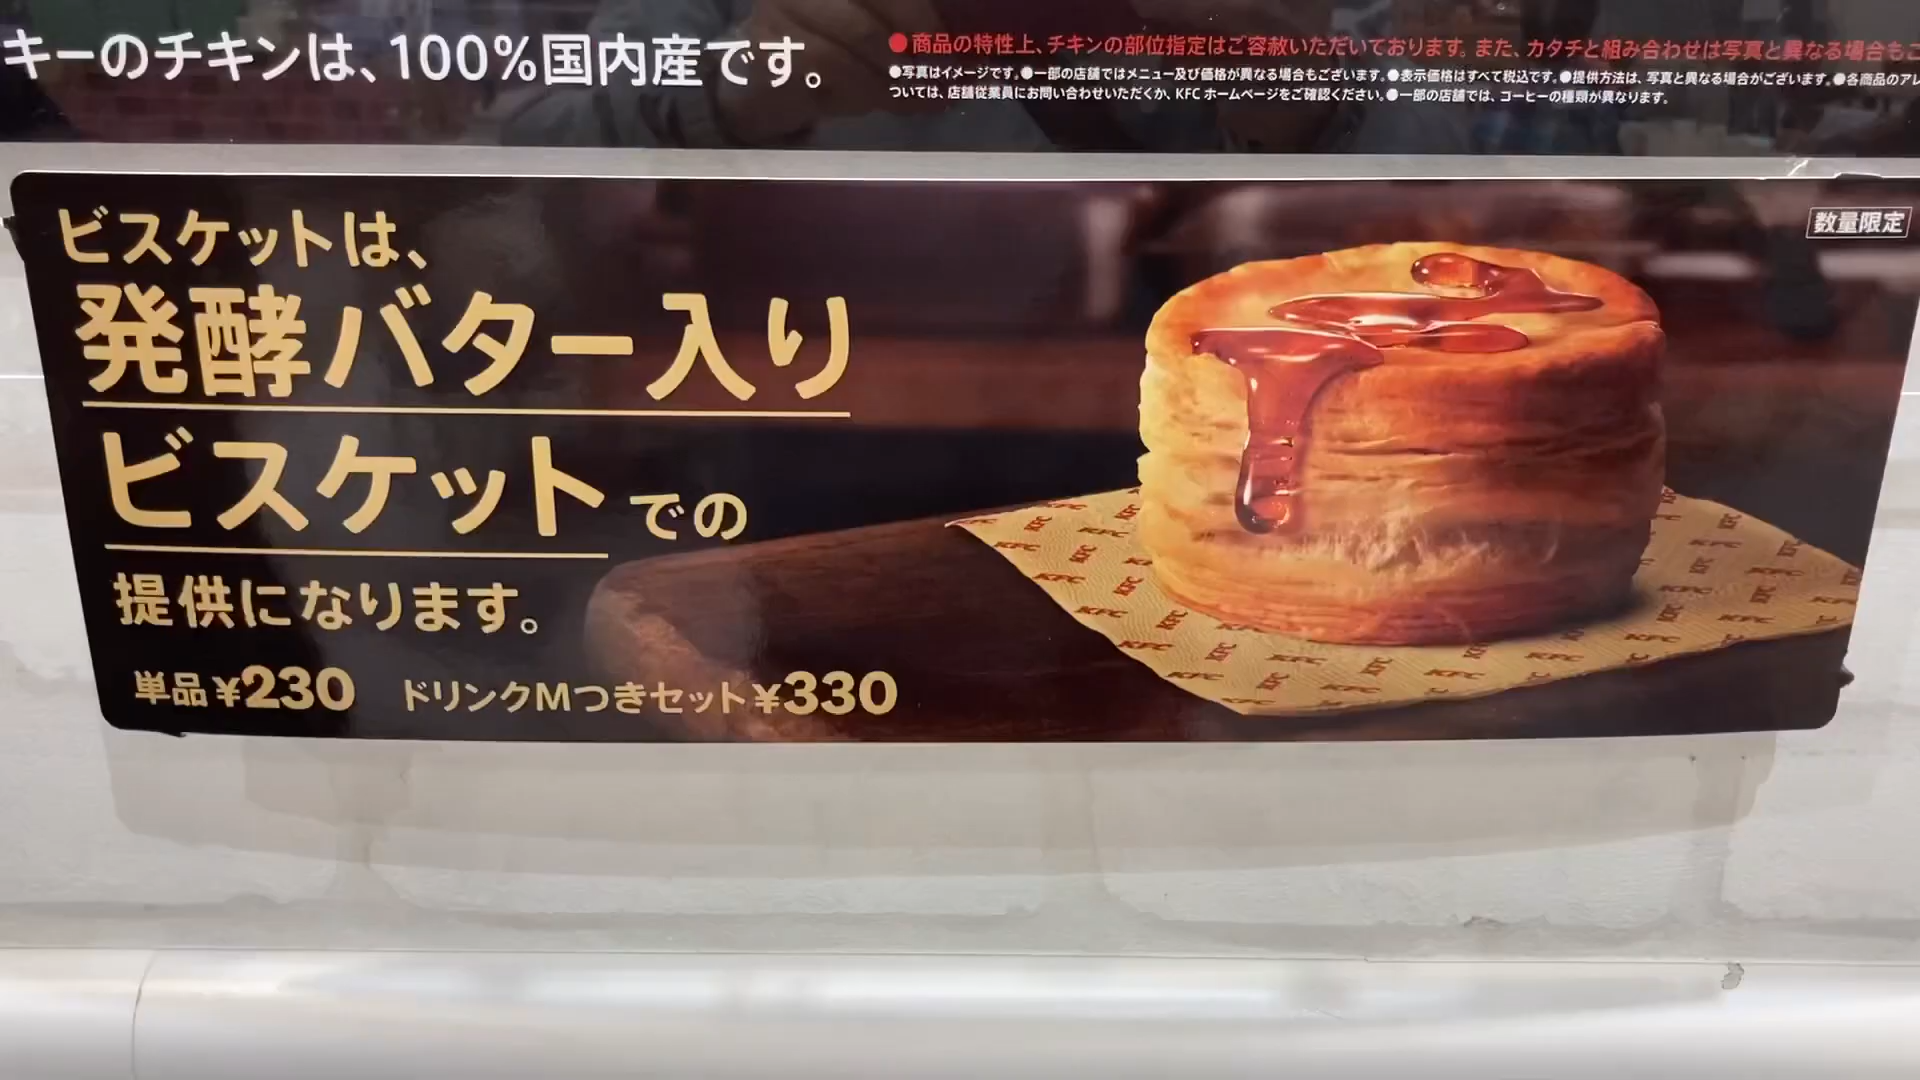 キーのチキンは、100%国内産です。
●商品の特性上、チキンの部位指定はご容赦いただいております。また、カタチと組み合わせは写真と異なる場合もご
●写真はイメージです。●一部の店舗ではメニュー及び価格が異なる場合もございます。●表示価格はすべて税込です。●提供方法は、写真と異なる場合がございます。●各商品のアレ
ついては、店舗従業員にお問い合わせいただくか、KFCホームページをご確認ください。●一部の店舗では、コーヒーの種類が異なります。
数量限定
ビスケットは、
発酵バター入り
ビスケットでの
提供になります。
単品¥230 ドリンクMつきセット¥330
KFC